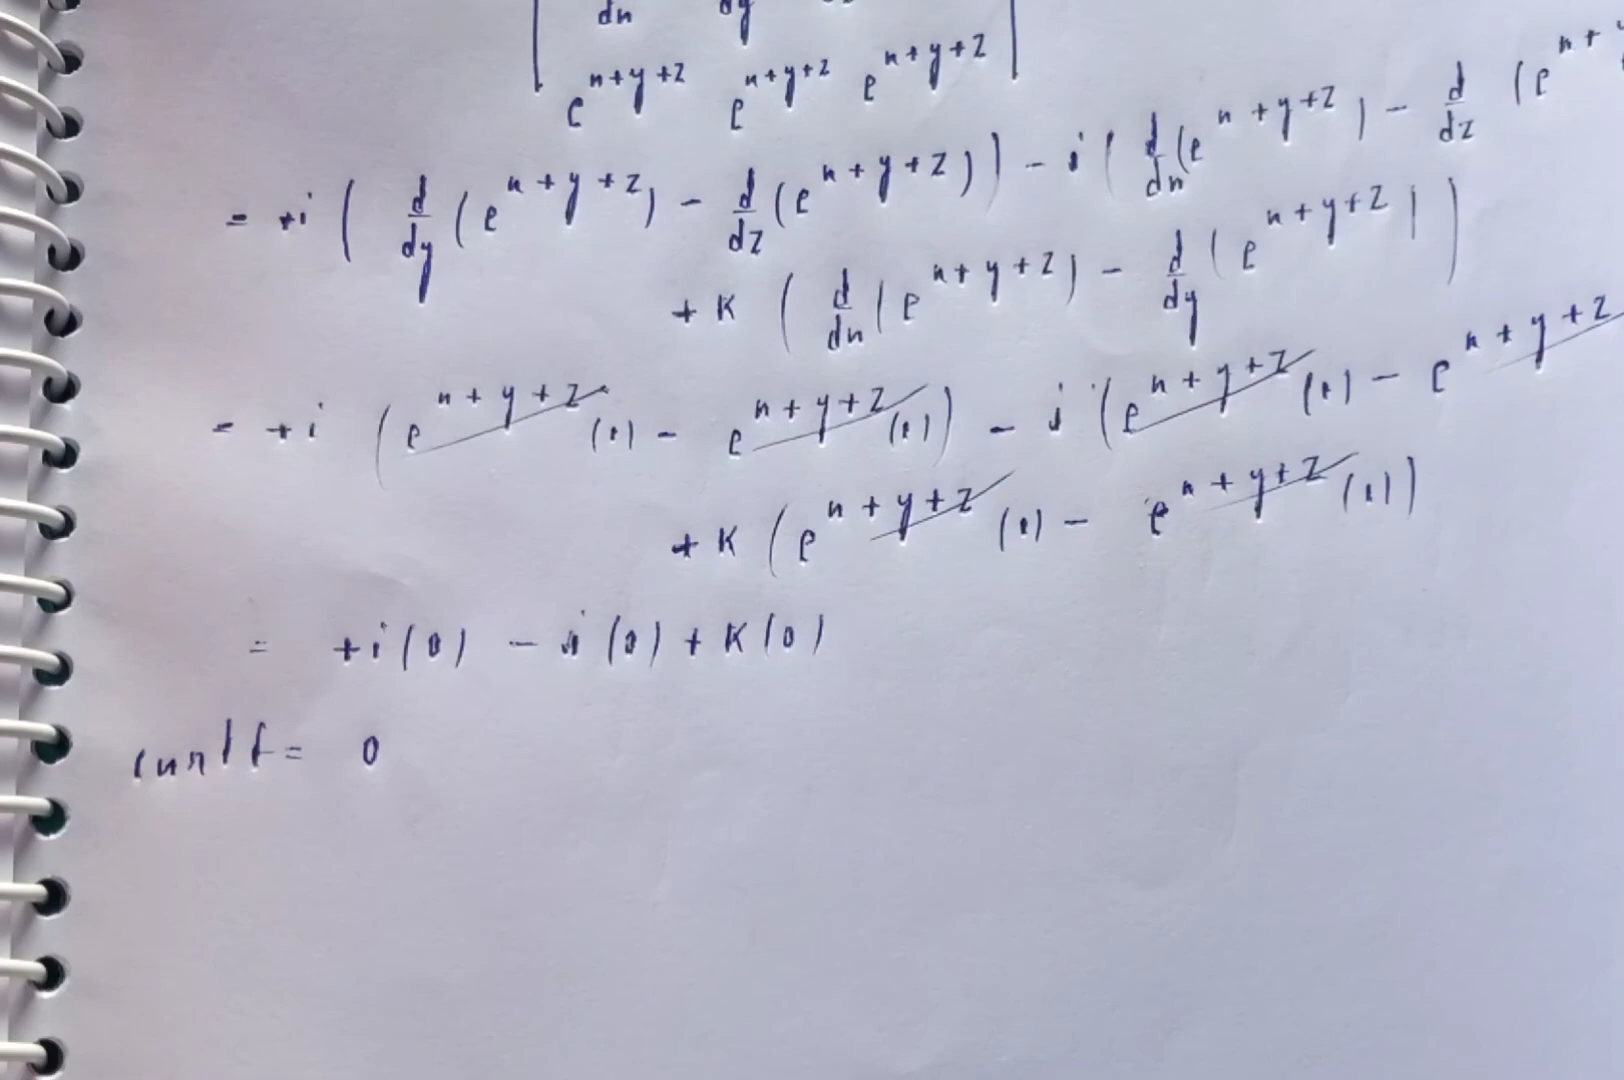 dn dy
e^{n+y+z} e^{n+y+z} e^{n+y+z}
= +i ( d/dy (e^{n+y+z}) - d/dz (e^{n+y+z}) ) - j ( d/dn (e^{n+y+z}) - d/dz (e^{n+
+ K ( d/dn (e^{n+y+z}) - d/dy (e^{n+y+z}) )
= +i ( e^{n+y+z} (1) - e^{n+y+z} (1) ) - j ( e^{n+y+z} (1) - e^{n+y+z}
+ K ( e^{n+y+z} (1) - e^{n+y+z} (1) )
= +i (0) - j (0) + K (0)
curl f = 0